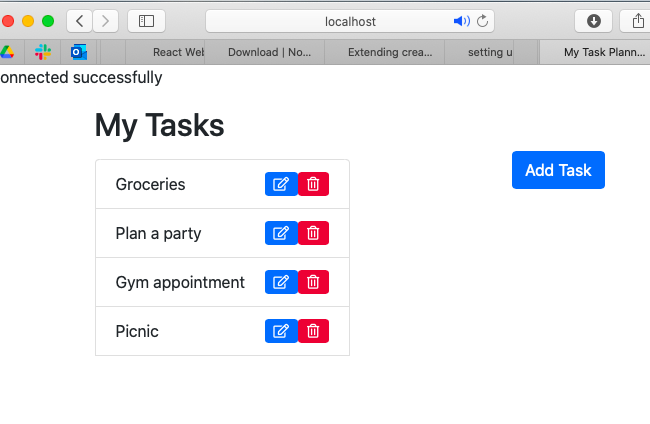 localhost
React Wel
Download | No...
Extending crea...
setting u
My Task Plann...
onnected successfully
My Tasks
Add Task
Groceries
Plan a party
Gym appointment
Picnic